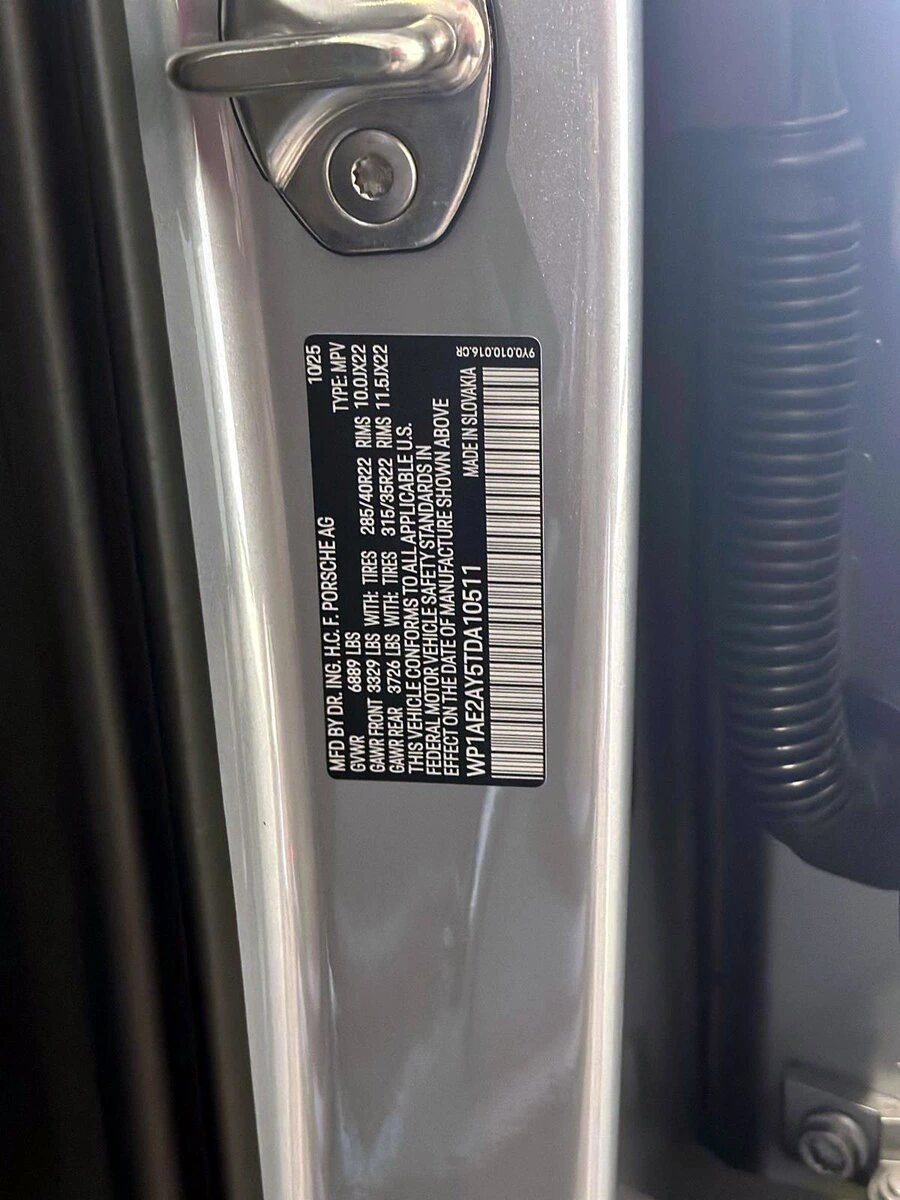 10/25
MFD BY DR. ING. H.C. F. PORSCHE AG
GVWR 6889 LBS TYPE: MPV
GAWR FRONT 3329 LBS WITH: TIRES 285/40R22 RIMS 10.0JX22
GAWR REAR 3726 LBS WITH: TIRES 315/35R22 RIMS 11.5JX22
THIS VEHICLE CONFORMS TO ALL APPLICABLE U.S.
FEDERAL MOTOR VEHICLE SAFETY STANDARDS IN
EFFECT ON THE DATE OF MANUFACTURE SHOWN ABOVE
WP1AE2AY5TDA10511 MADE IN SLOVAKIA
9Y0.010.016.CR